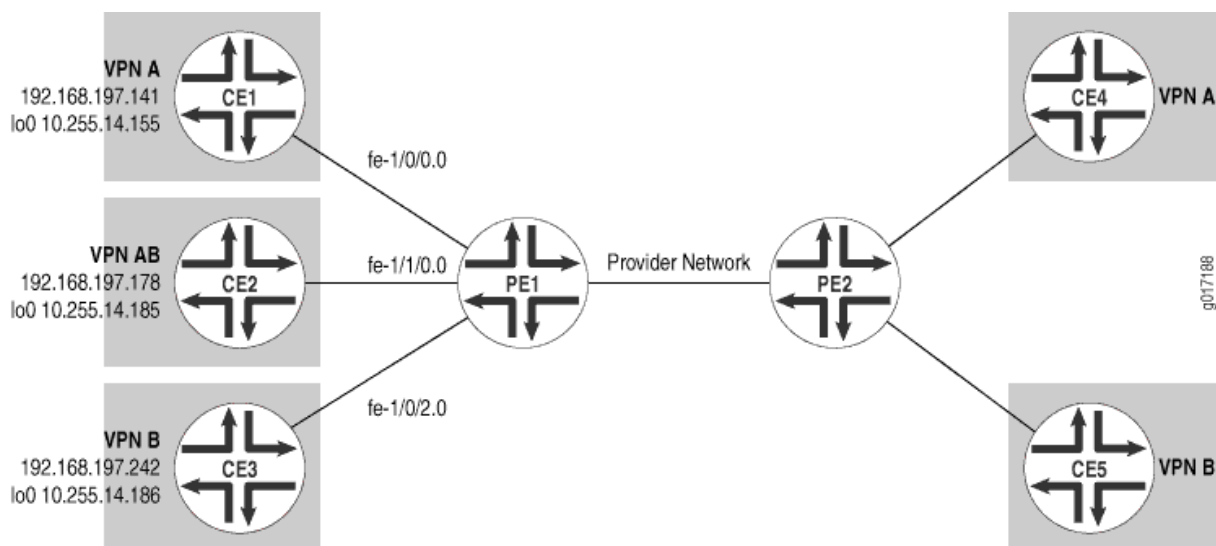 VPN A
192.168.197.141
lo0 10.255.14.155
CE1
fe-1/0/0.0
VPN AB
192.168.197.178
lo0 10.255.14.185
CE2
fe-1/1/0.0
VPN B
192.168.197.242
lo0 10.255.14.186
CE3
fe-1/0/2.0
PE1
Provider Network
PE2
CE4
VPN A
CE5
VPN B
g017188